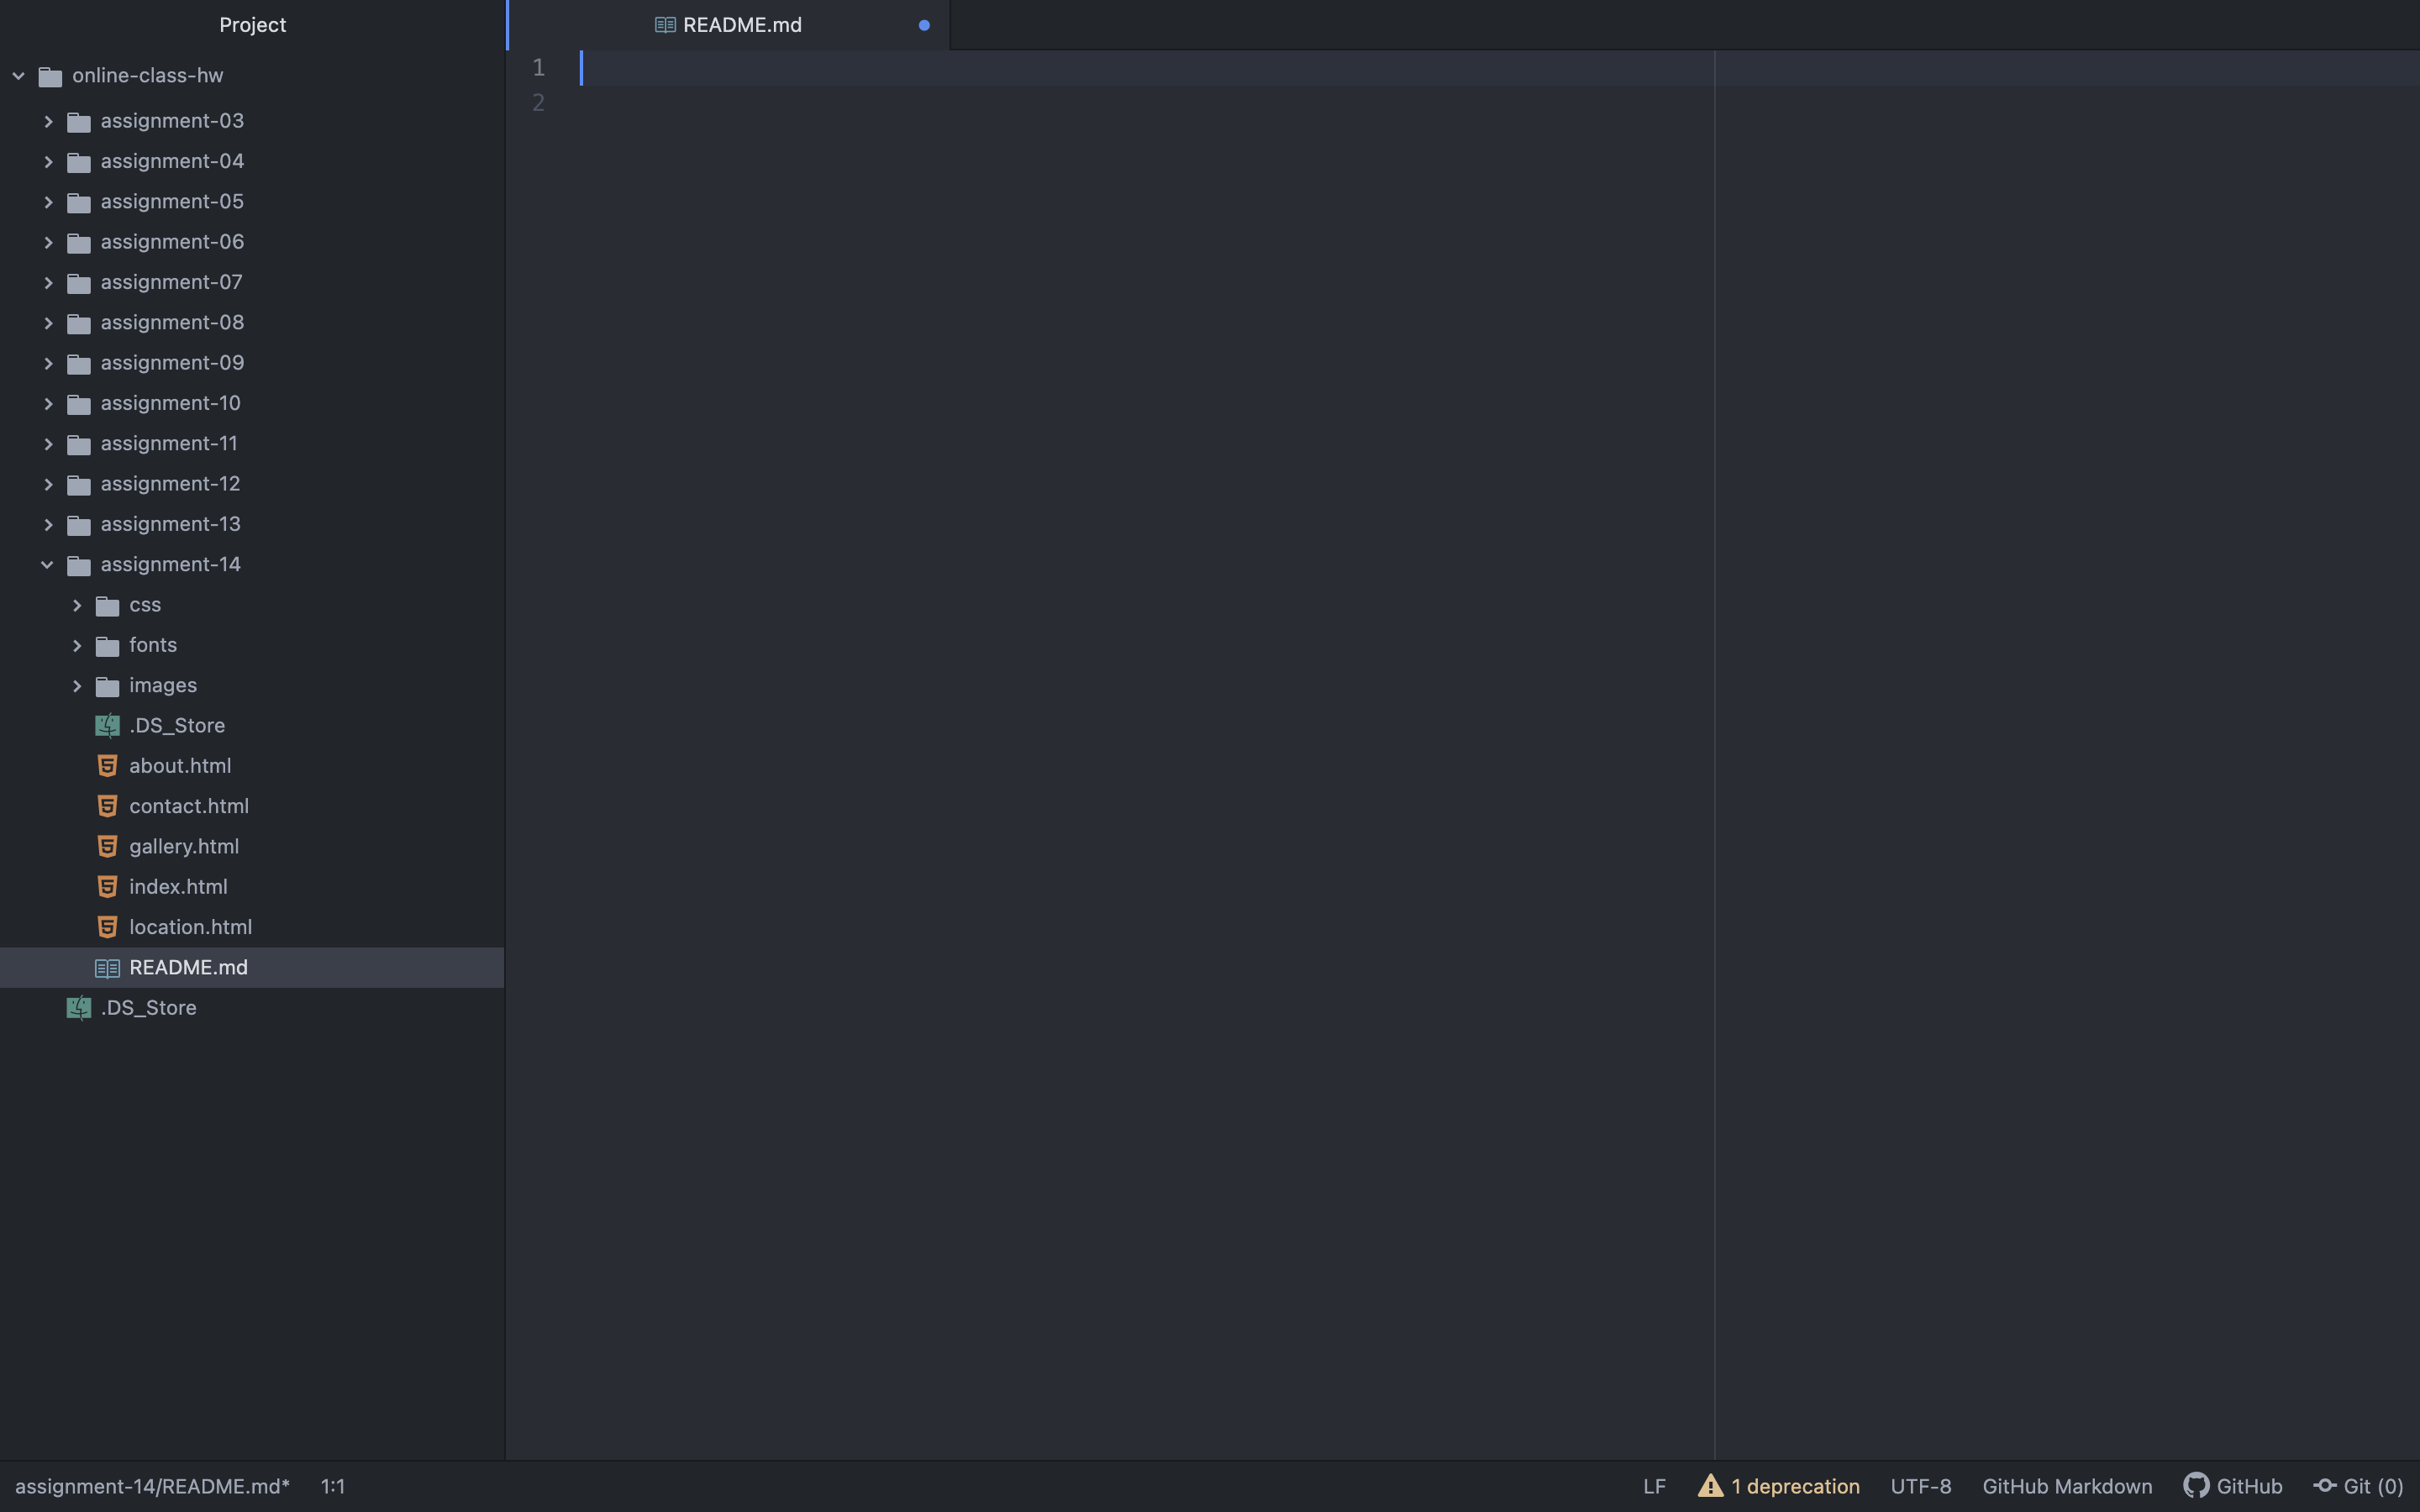 Project
README.md
1
2
online-class-hw
assignment-03
assignment-04
assignment-05
assignment-06
assignment-07
assignment-08
assignment-09
assignment-10
assignment-11
assignment-12
assignment-13
assignment-14
css
fonts
images
.DS_Store
about.html
contact.html
gallery.html
index.html
location.html
README.md
.DS_Store
assignment-14/README.md* 1:1 LF 1 deprecation UTF-8 GitHub Markdown GitHub Git (0)